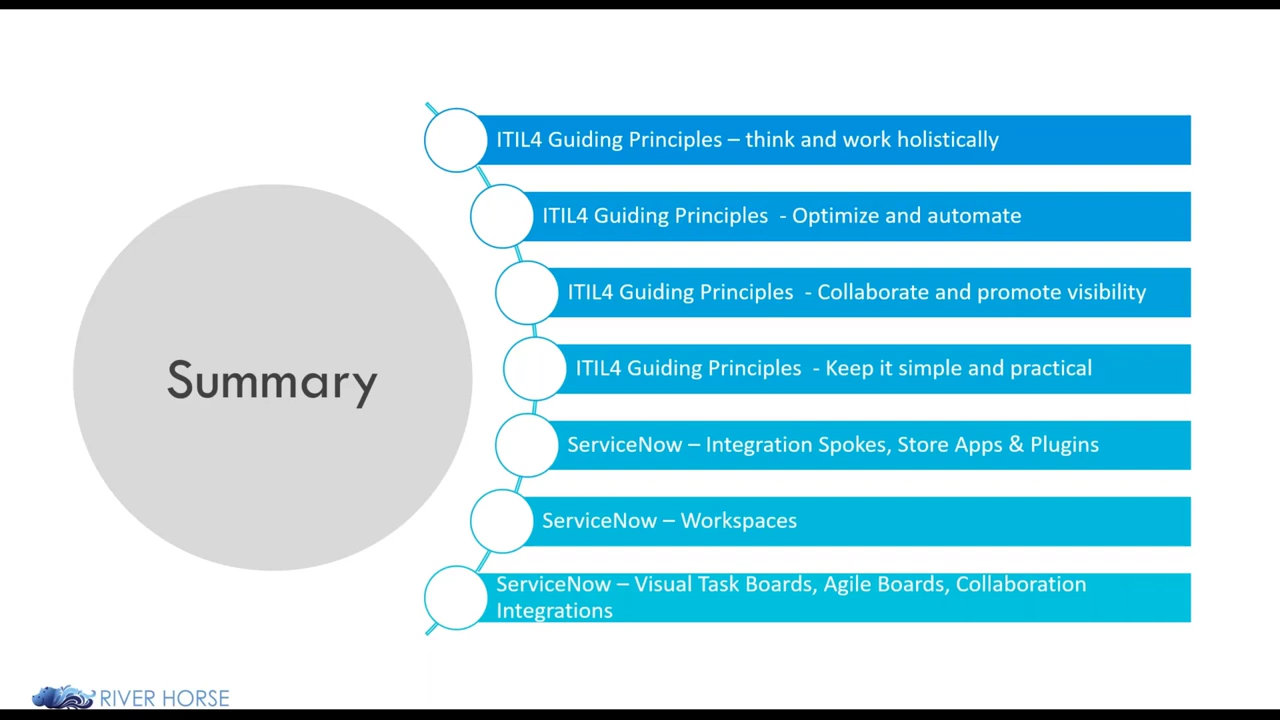 Summary
ITIL4 Guiding Principles – think and work holistically
ITIL4 Guiding Principles - Optimize and automate
ITIL4 Guiding Principles - Collaborate and promote visibility
ITIL4 Guiding Principles - Keep it simple and practical
ServiceNow – Integration Spokes, Store Apps & Plugins
ServiceNow – Workspaces
ServiceNow – Visual Task Boards, Agile Boards, Collaboration
Integrations
RIVER HORSE